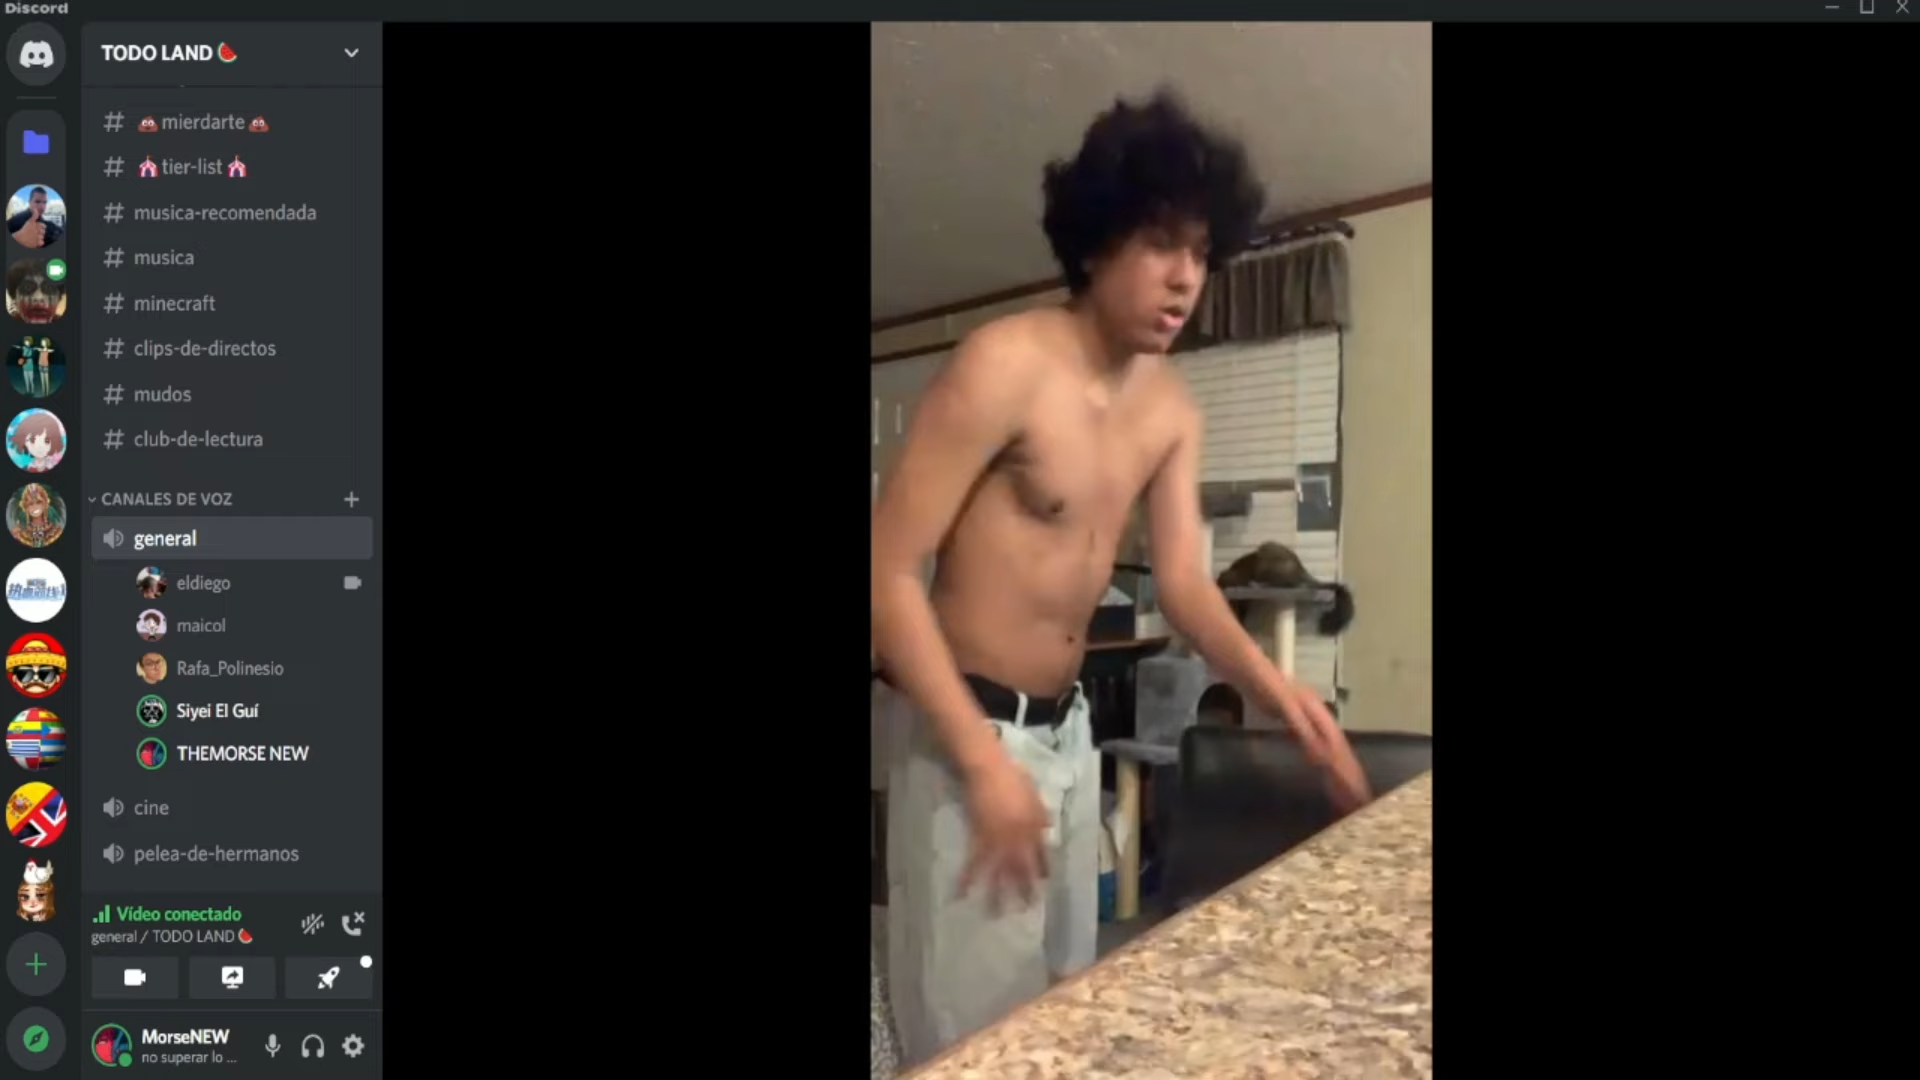 Discord
TODO LAND🍉
# 💩mierdarte💩
# 🎪tier-list🎪
# musica-recomendada
# musica
# minecraft
# clips-de-directos
# mudos
# club-de-lectura
CANALES DE VOZ
general
eldiego
maicol
Rafa_Polinesio
Siyei El Guí
THEMORSE NEW
cine
pelea-de-hermanos
Vídeo conectado
general / TODO LAND🍉
MorseNEW
no superar lo ...